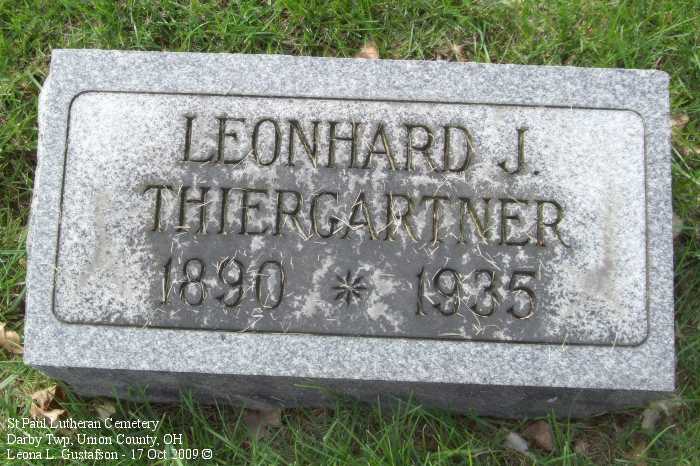 LEONHARD J.
THIERGARTNER
1890 * 1935
St Paul Lutheran Cemetery
Darby Twp, Union County, OH
Leona L. Gustafson - 17 Oct 2009 ©